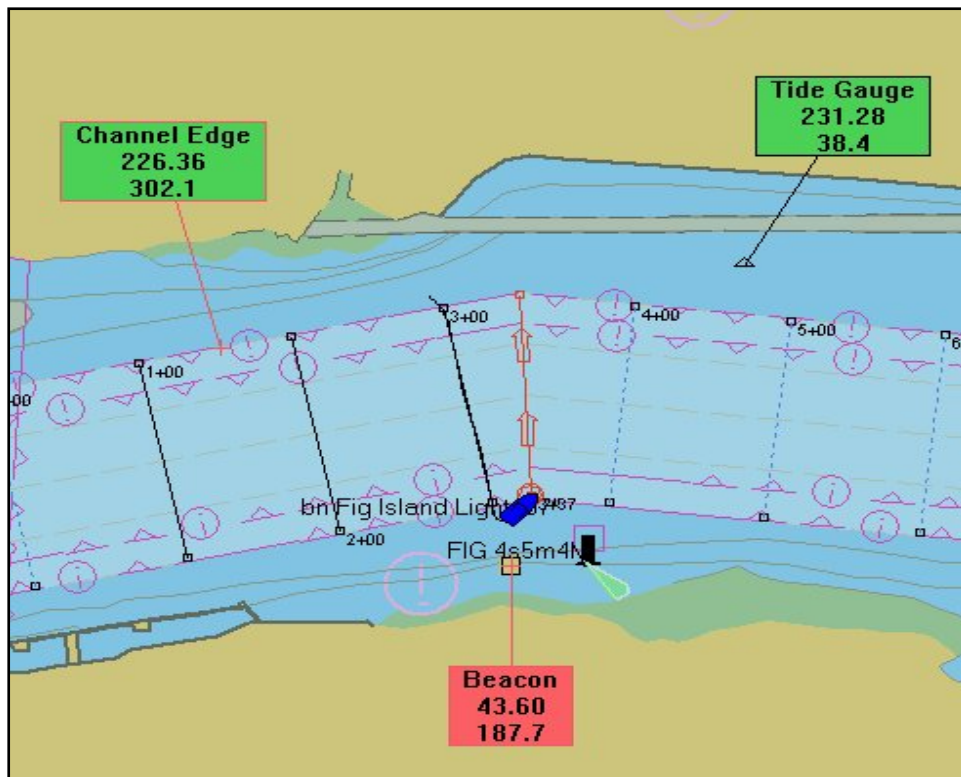 Tide Gauge
231.28
38.4
Channel Edge
226.36
302.1
3+00
4+00
5+00
1+00
bn Fig Island Light
2+00
FlG 4s5m4M
Beacon
43.60
187.7